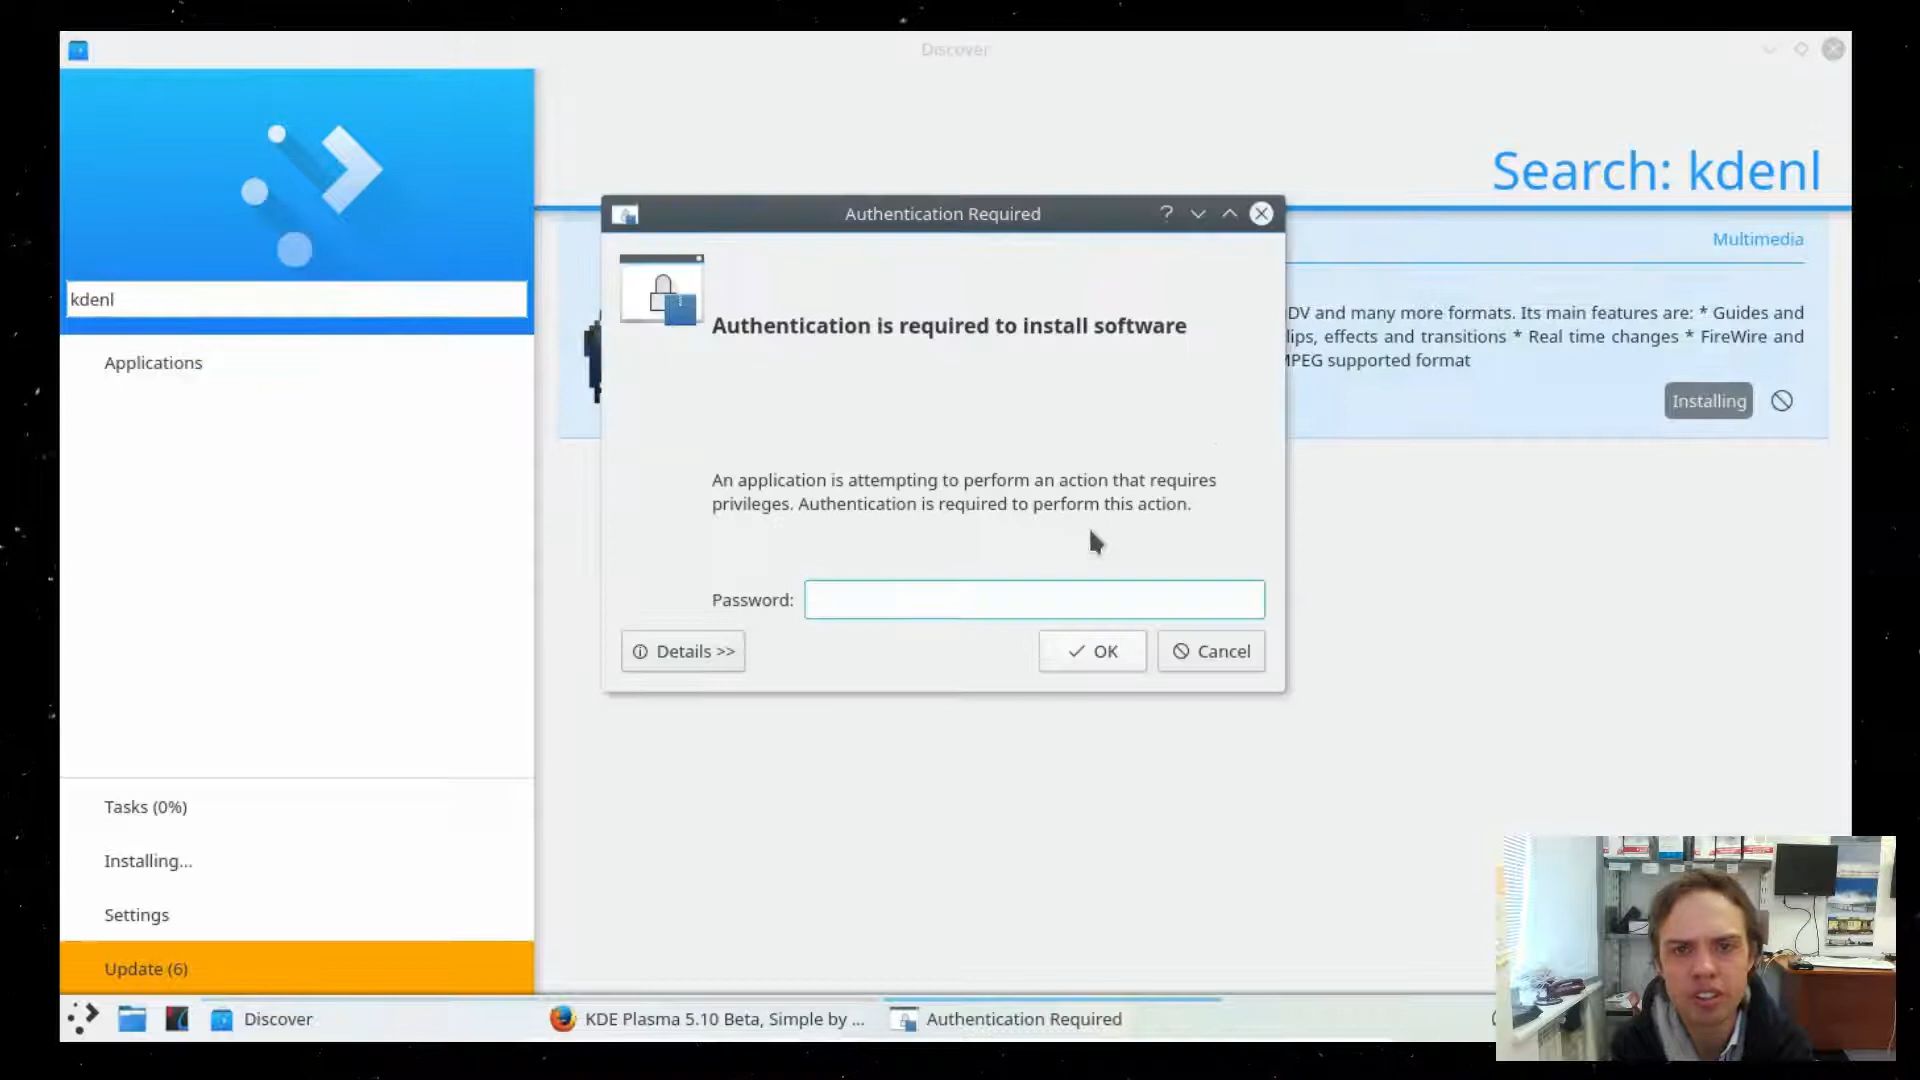 Discover
Search: kdenl
kdenl
Authentication Required
Multimedia
Authentication is required to install software
DV and many more formats. Its main features are: * Guides and
lips, effects and transitions * Real time changes * FireWire and
MPEG supported format
Applications
Installing
An application is attempting to perform an action that requires
privileges. Authentication is required to perform this action.
Password:
Details >>
OK
Cancel
Tasks (0%)
Installing...
Settings
Update (6)
Discover
KDE Plasma 5.10 Beta, Simple by ...
Authentication Required